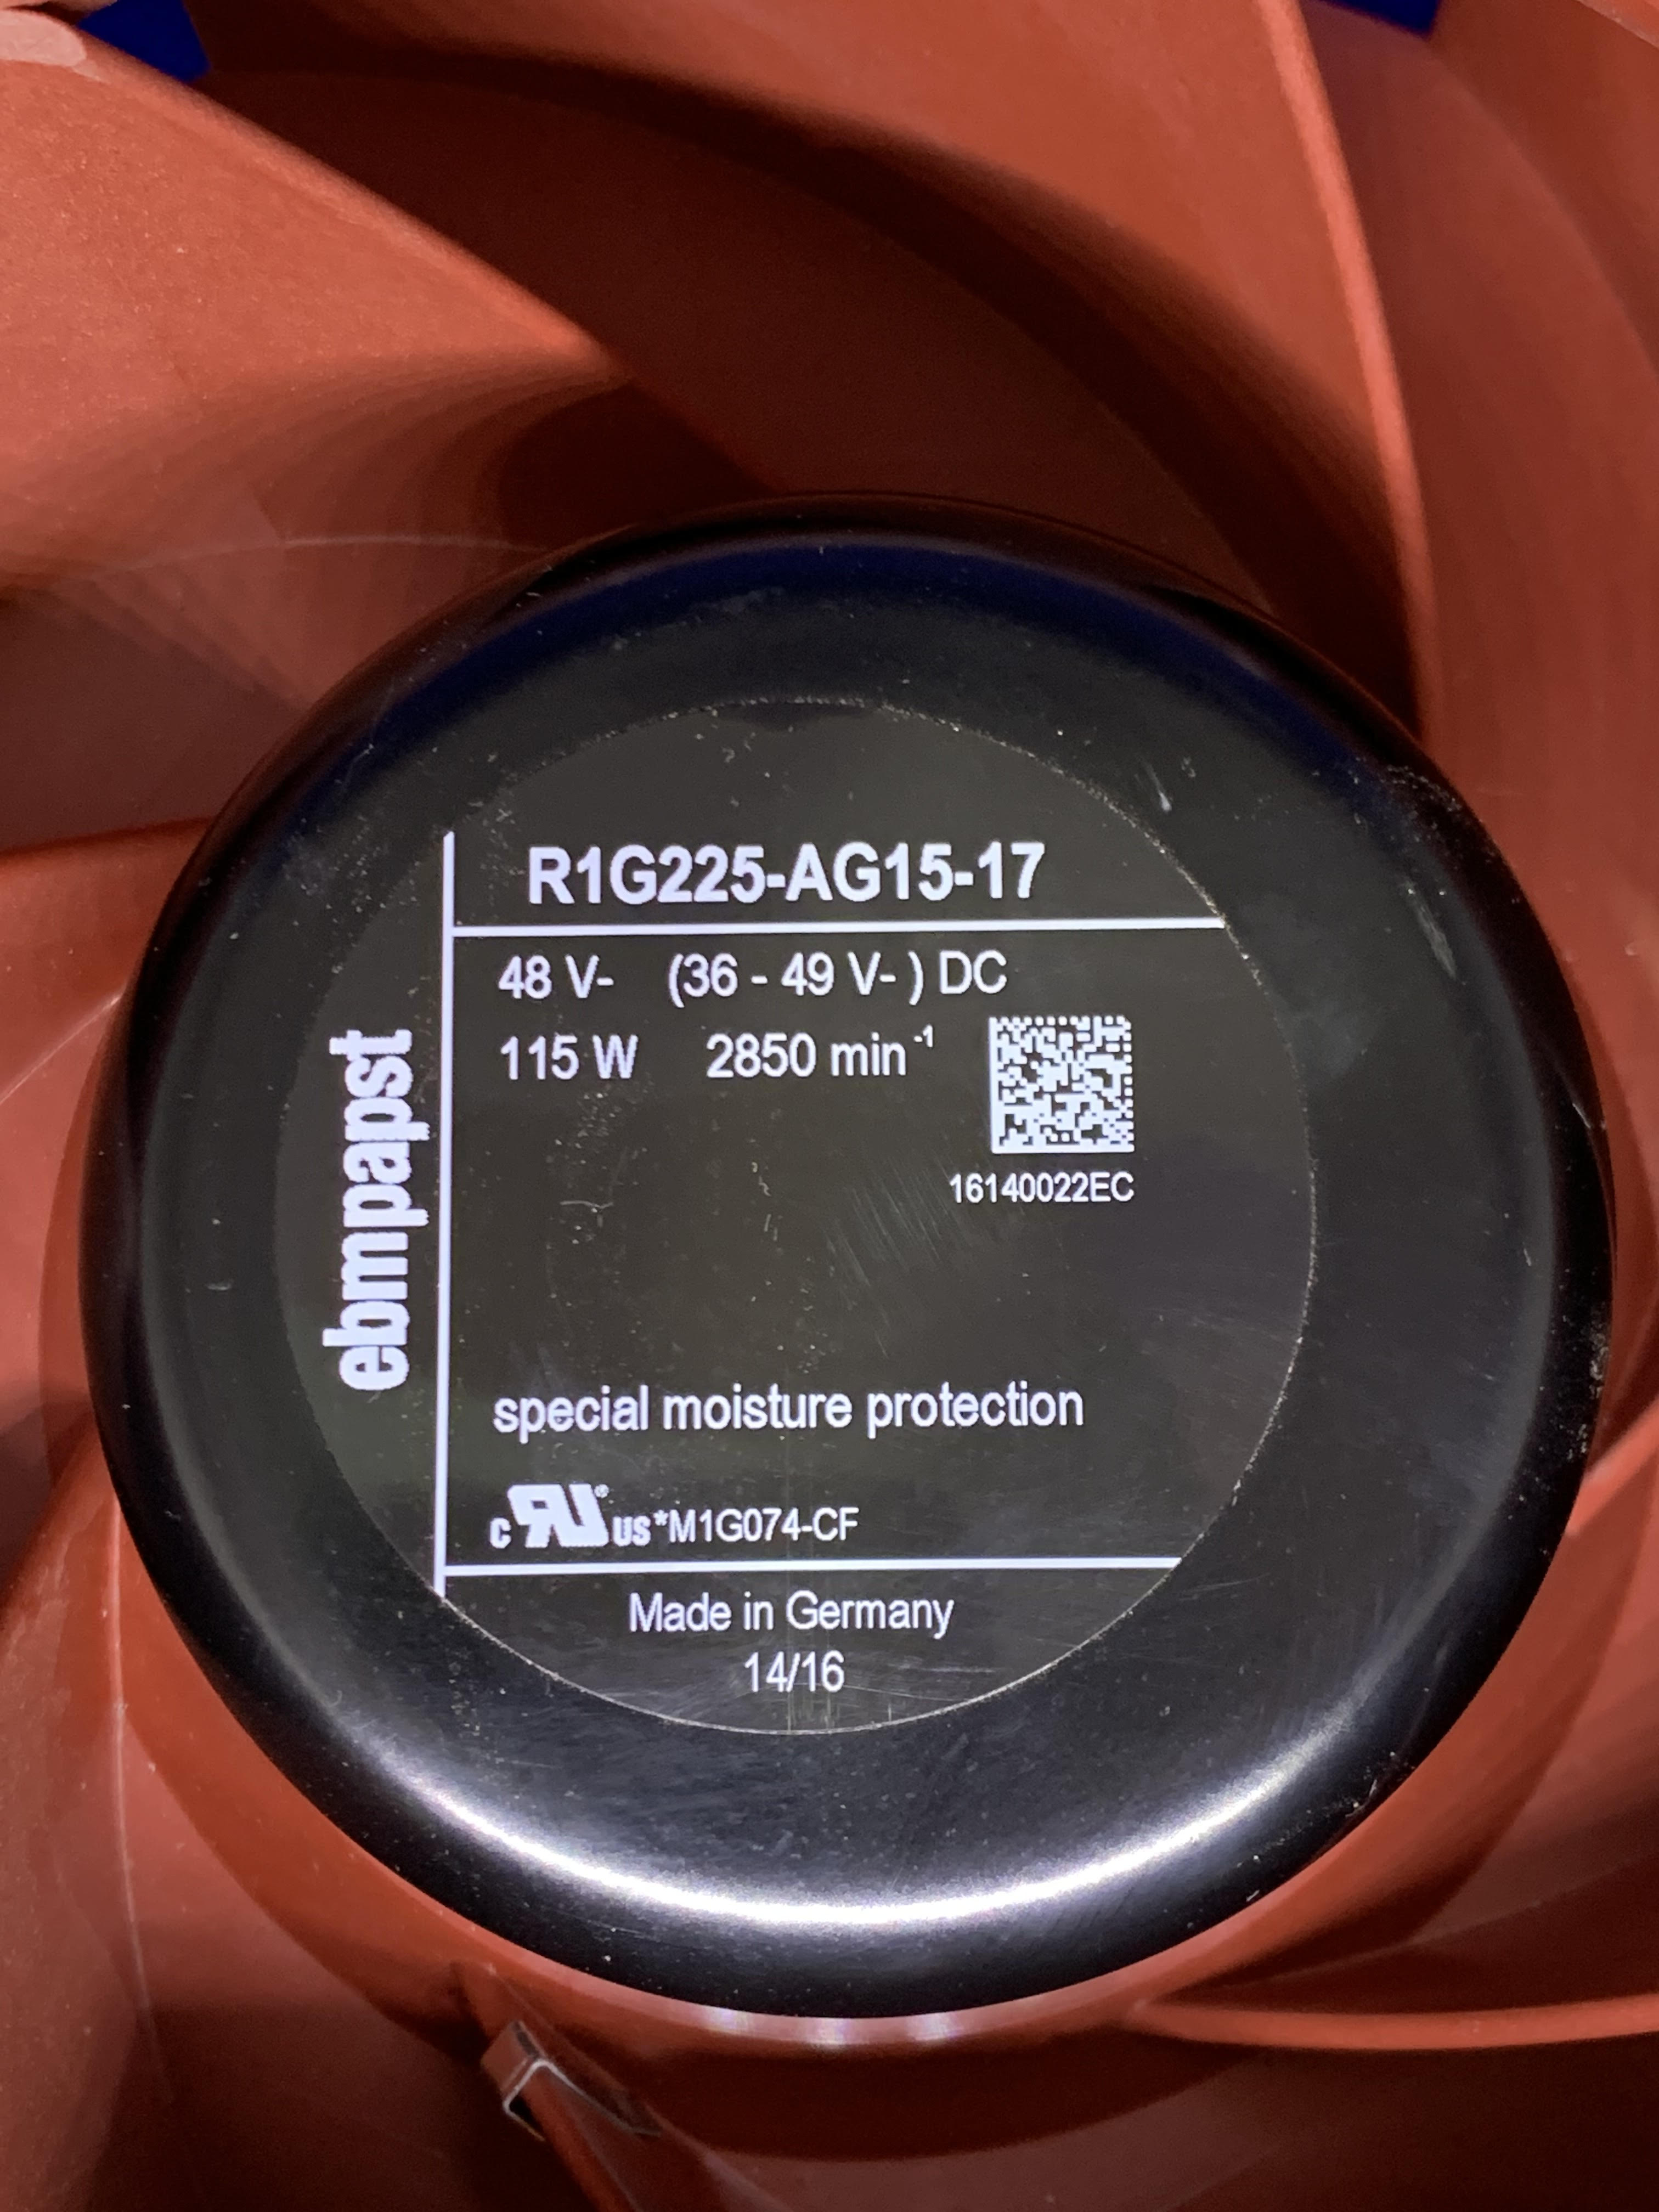 R1G225-AG15-17
48 V- (36 - 49 V- ) DC
115 W 2850 min⁻¹
16140022EC
ebmpapst
special moisture protection
c RU® US *M1G074-CF
Made in Germany
14/16